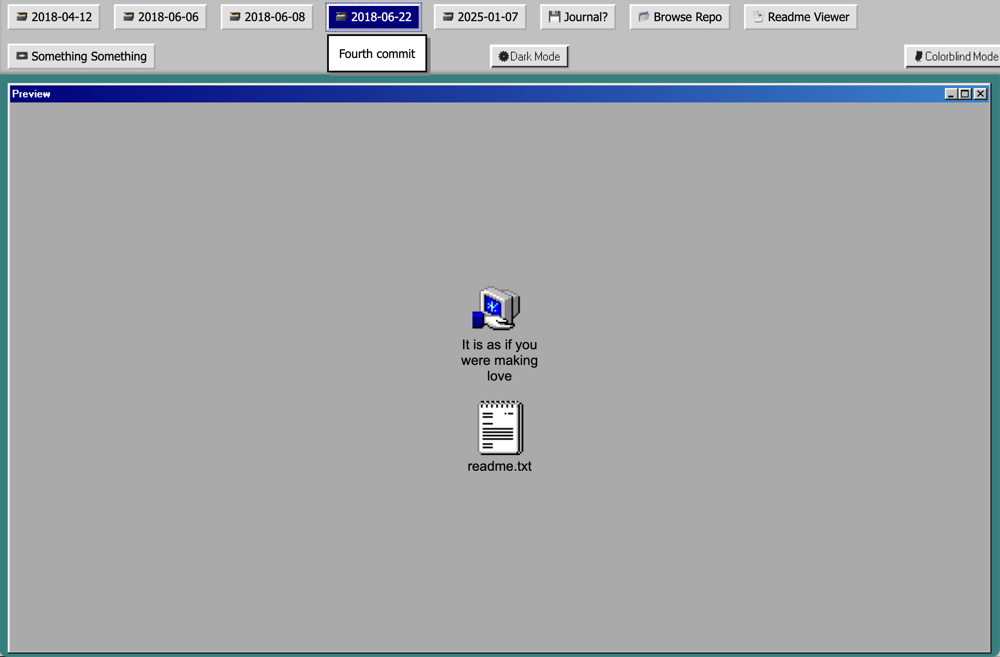 2018-04-12
2018-06-06
2018-06-08
2018-06-22
2025-01-07
Journal?
Browse Repo
Readme Viewer
Something Something
Fourth commit
Dark Mode
Colorblind Mode
Preview
It is as if you
were making
love
readme.txt